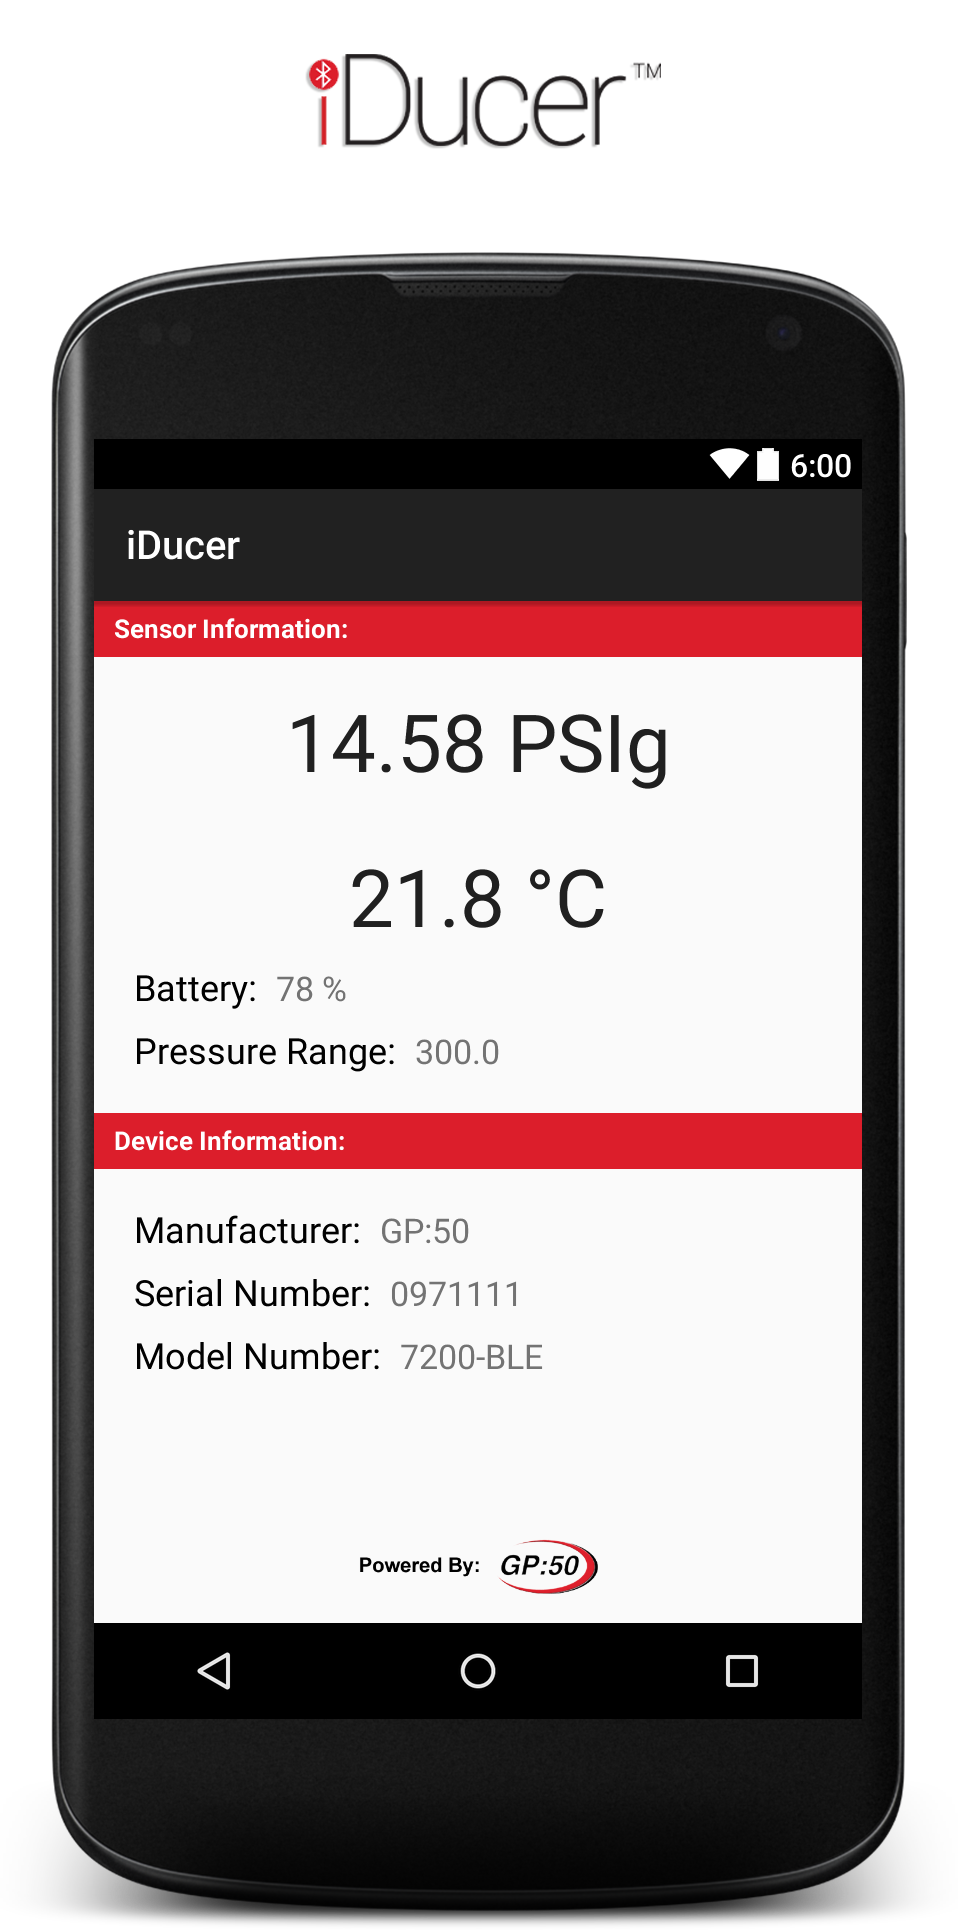 iDucer™
6:00
iDucer
Sensor Information:
14.58 PSIg
21.8 °C
Battery: 78 %
Pressure Range: 300.0
Device Information:
Manufacturer: GP:50
Serial Number: 0971111
Model Number: 7200-BLE
Powered By: GP:50